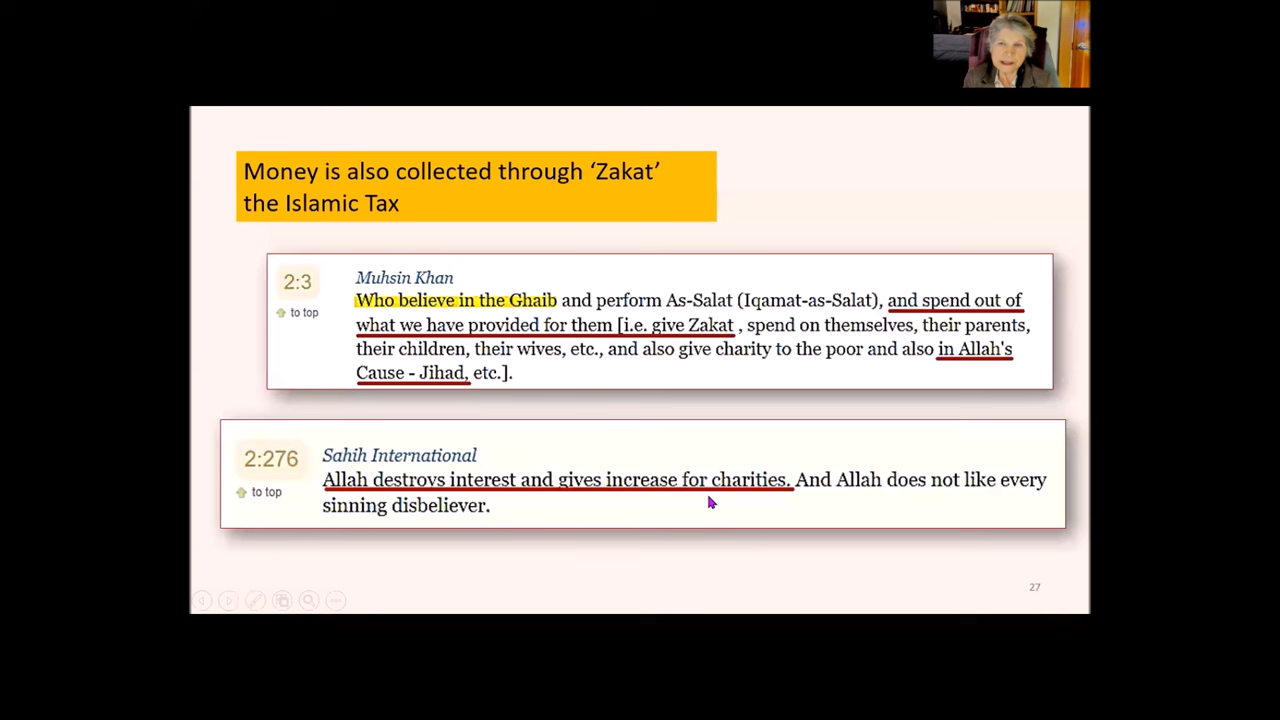 Money is also collected through ‘Zakat’
the Islamic Tax
2:3
to top
Muhsin Khan
Who believe in the Ghaib and perform As-Salat (Iqamat-as-Salat), and spend out of
what we have provided for them [i.e. give Zakat , spend on themselves, their parents,
their children, their wives, etc., and also give charity to the poor and also in Allah's
Cause - Jihad, etc.].
2:276
to top
Sahih International
Allah destroys interest and gives increase for charities. And Allah does not like every
sinning disbeliever.
27